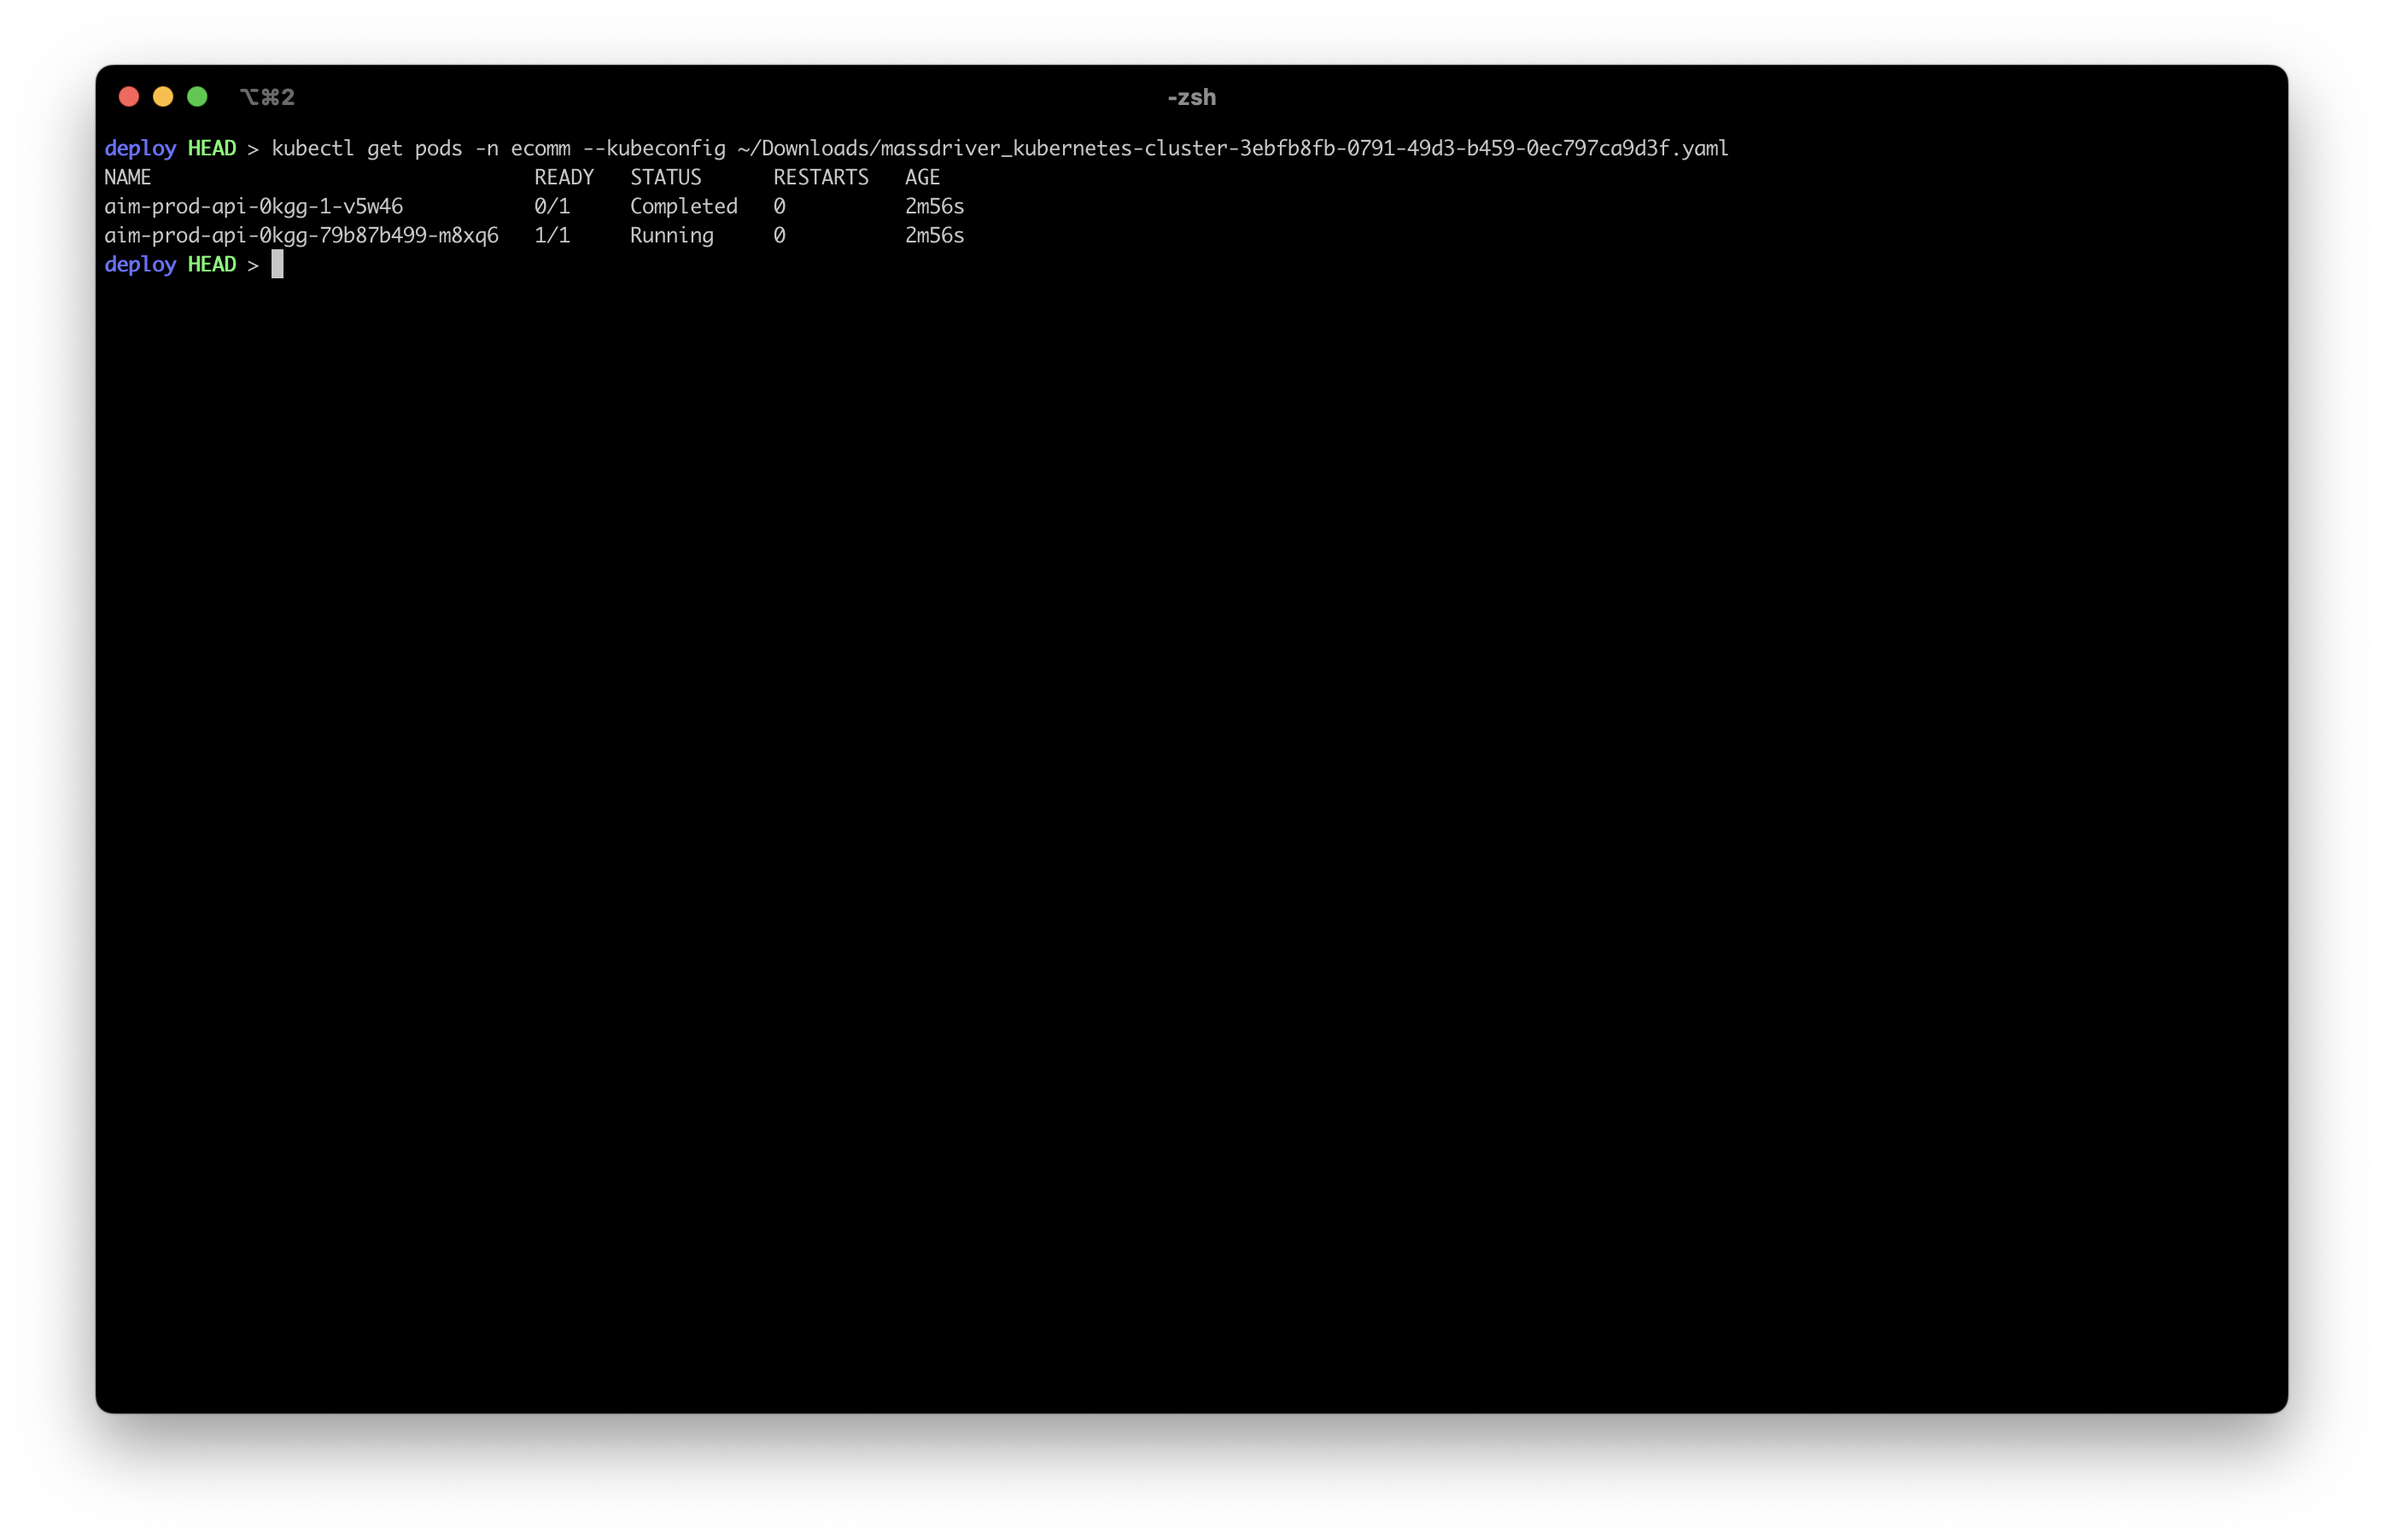 ⌥⌘2 -zsh
deploy HEAD > kubectl get pods -n ecomm --kubeconfig ~/Downloads/massdriver_kubernetes-cluster-3ebfb8fb-0791-49d3-b459-0ec797ca9d3f.yaml
NAME READY STATUS RESTARTS AGE
aim-prod-api-0kgg-1-v5w46 0/1 Completed 0 2m56s
aim-prod-api-0kgg-79b87b499-m8xq6 1/1 Running 0 2m56s
deploy HEAD >